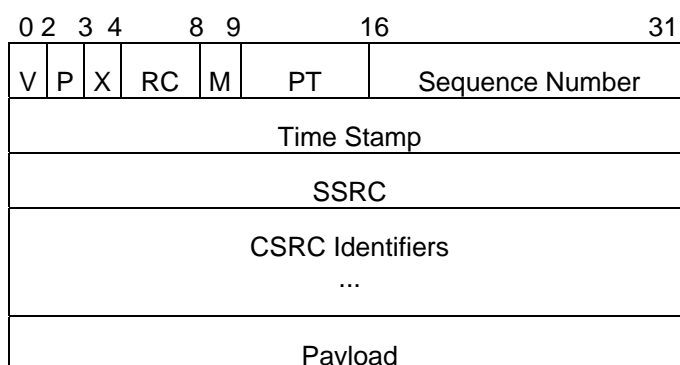 0 2 3 4 8 9 16 31
V P X RC M PT Sequence Number
Time Stamp
SSRC
CSRC Identifiers
...
Payload